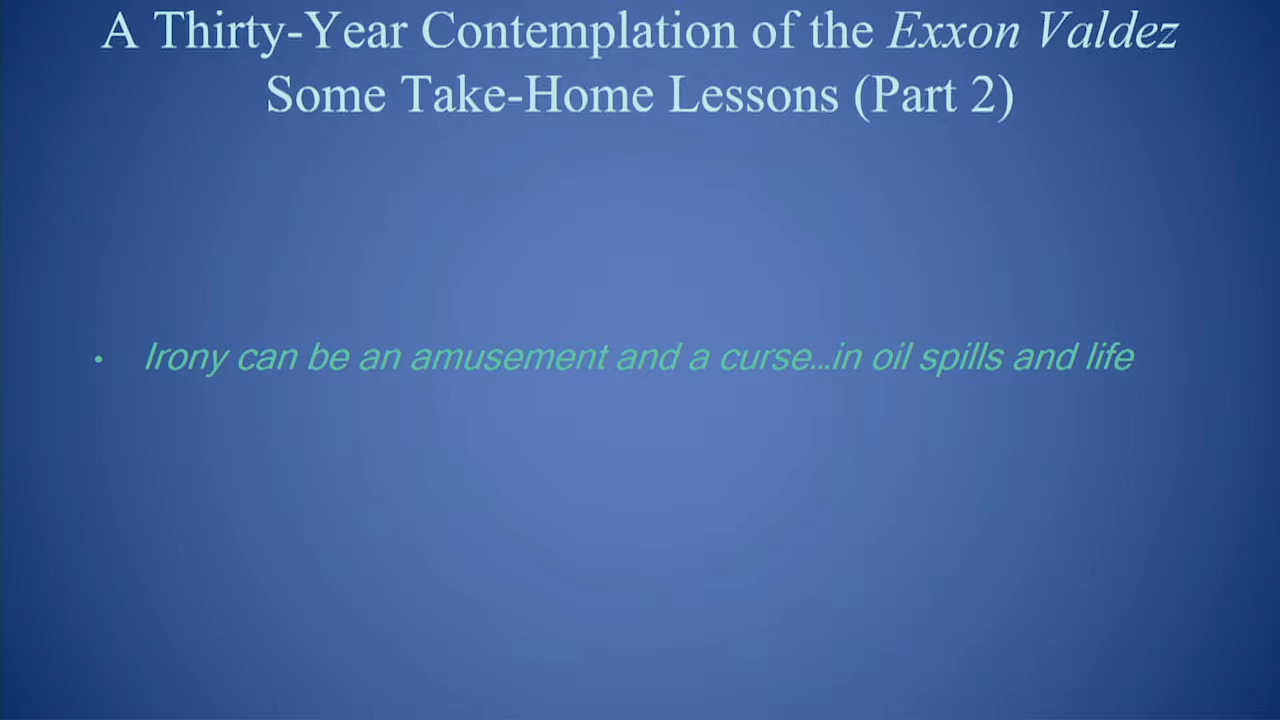 A Thirty-Year Contemplation of the Exxon Valdez
Some Take-Home Lessons (Part 2)
• Irony can be an amusement and a curse...in oil spills and life